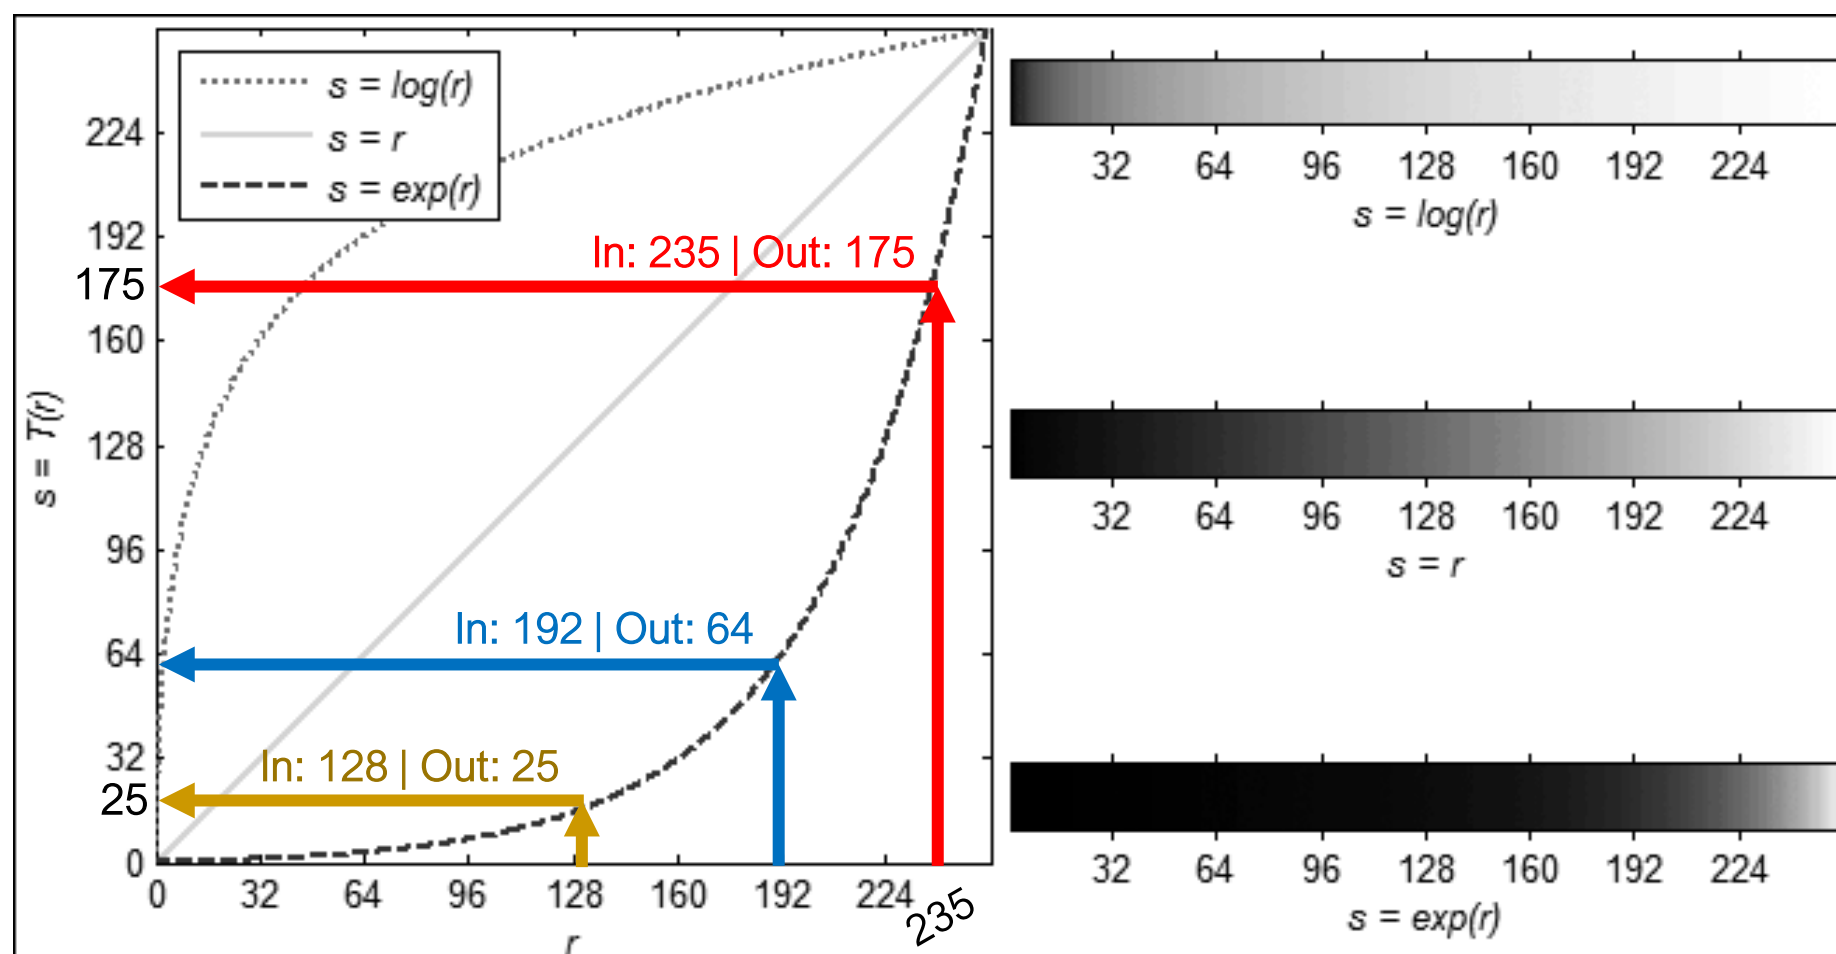 s = log(r)
s = r
s = exp(r)
s = T(r)
224
192
175
160
128
96
64
32
25
0
In: 235 | Out: 175
In: 192 | Out: 64
In: 128 | Out: 25
0 32 64 96 128 160 192 224 235
r
32 64 96 128 160 192 224
s = log(r)
32 64 96 128 160 192 224
s = r
32 64 96 128 160 192 224
s = exp(r)